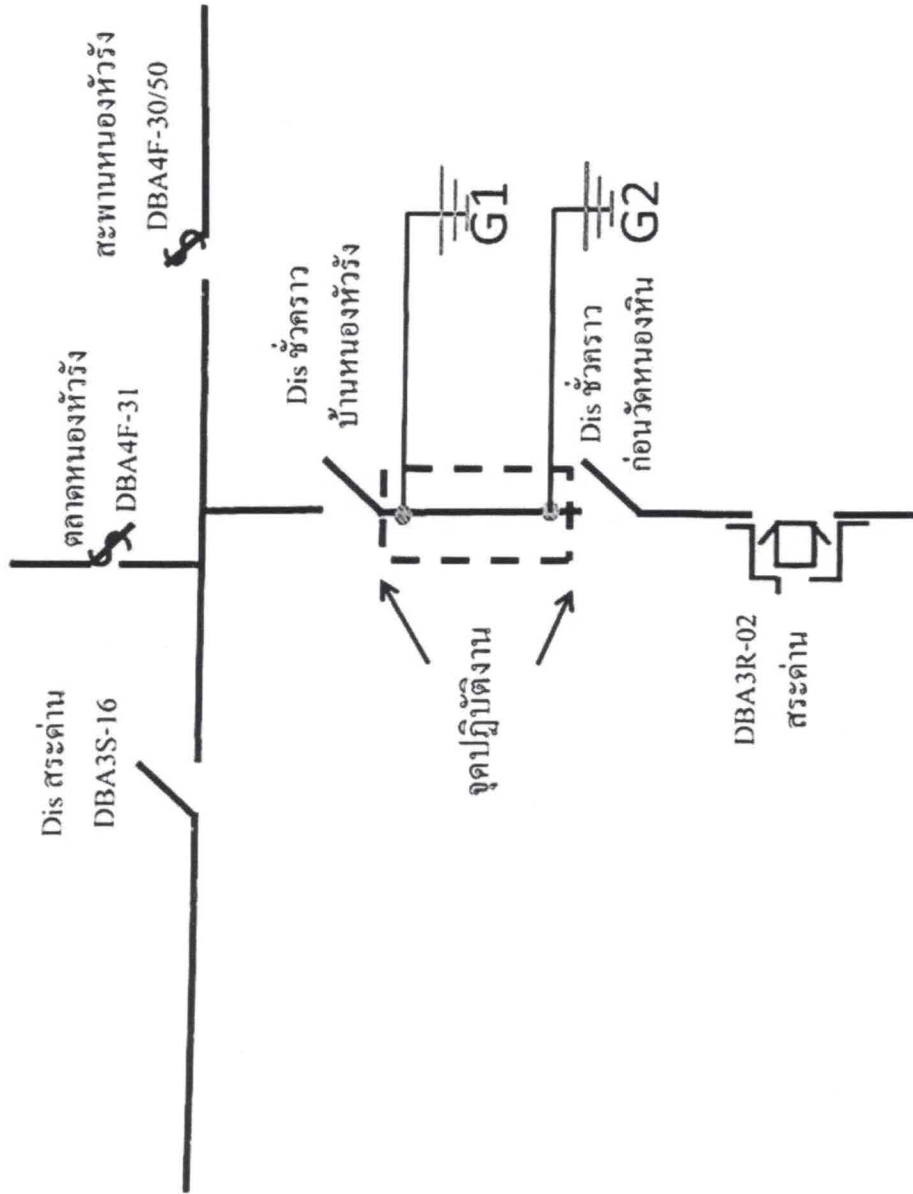 สะพานหนองหัวรัง
DBA4F-30/50
ตลาดหนองหัวรัง
DBA4F-31
Dis สระด่าน
DBA3S-16
Dis ชั่วคราว
บ้านหนองหัวรัง
G1
G2
Dis ชั่วคราว
ก่อนวัดหนองหิน
จุดปฏิบัติงาน
DBA3R-02
สระด่าน